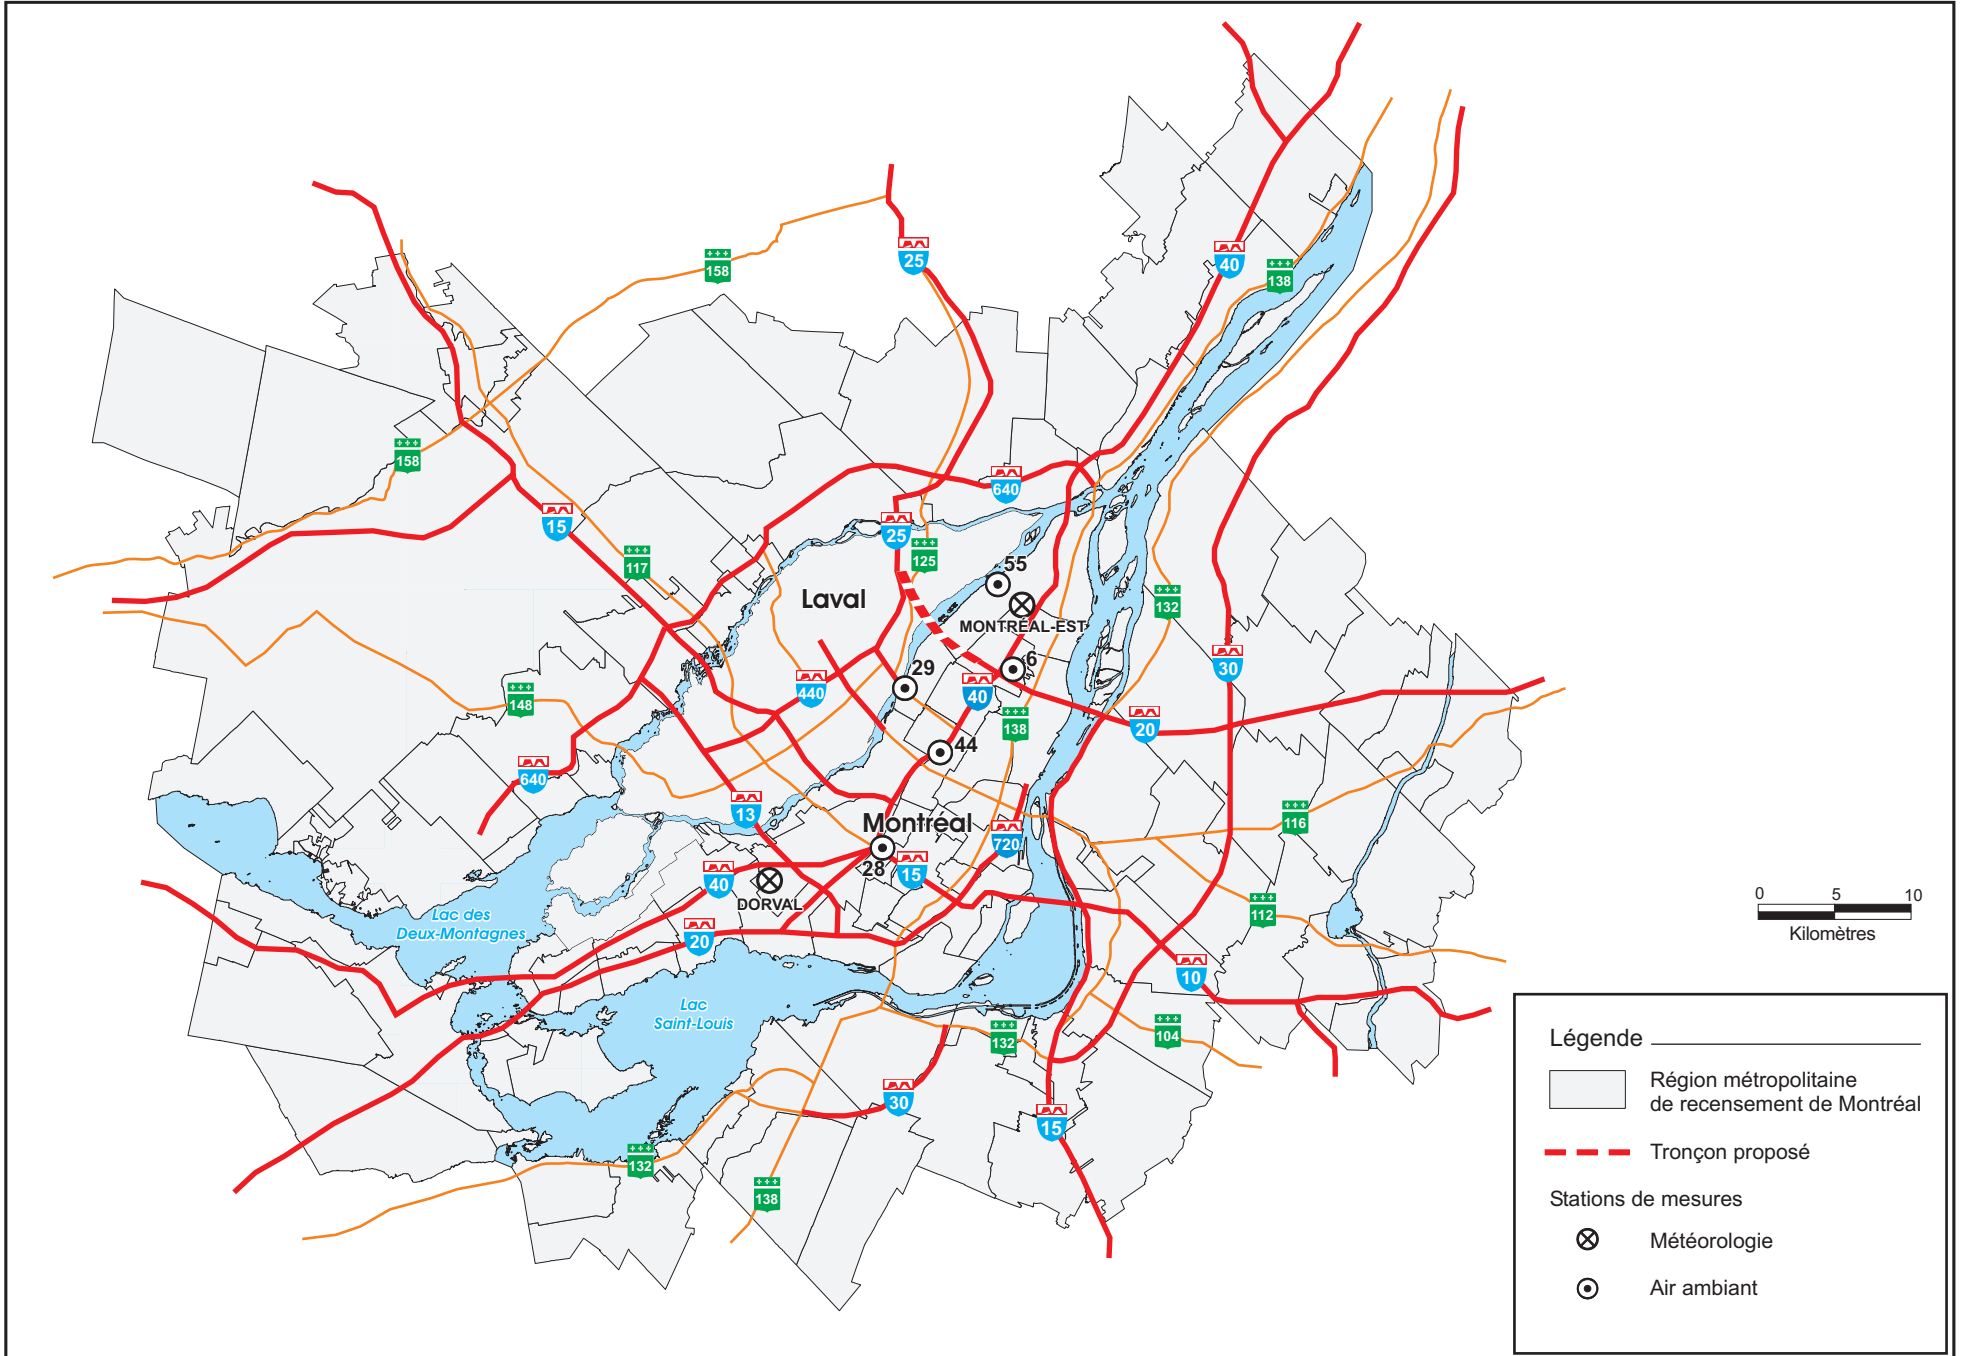 25
40
138
158
158
640
15
25
125
117
55
Laval
132
MONTRÉAL-EST
29
6
30
440
40
148
138
20
44
640
13
Montréal
116
720
28
15
40
DORVAL
0 5 10
Kilomètres
Lac des
Deux-Montagnes
20
112
10
Lac
Saint-Louis
132
104
30
15
132
138
Légende
Région métropolitaine
de recensement de Montréal
Tronçon proposé
Stations de mesures
Météorologie
Air ambiant